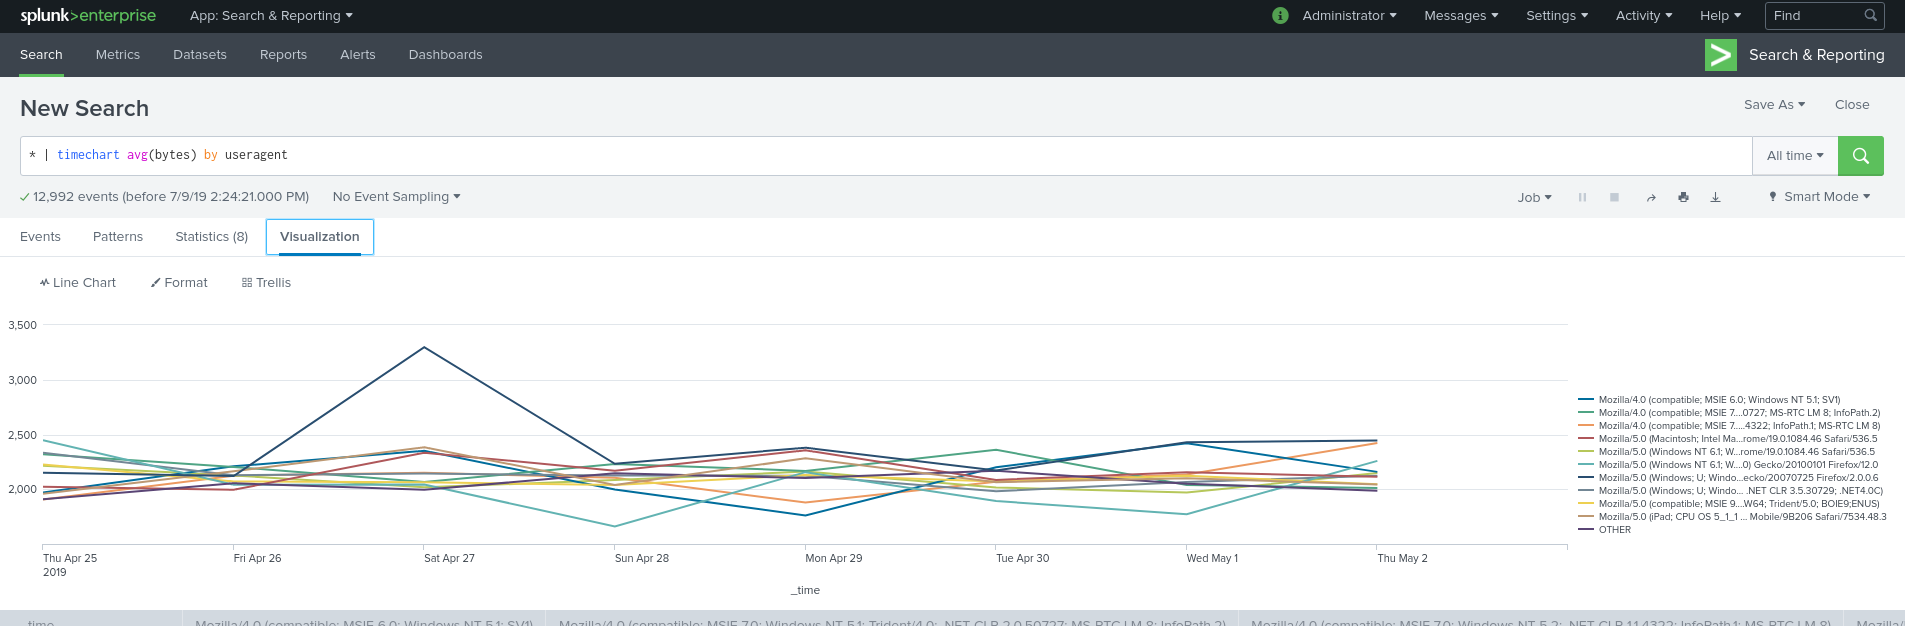 splunk>enterprise App: Search & Reporting i Administrator Messages Settings Activity Help Find
Search Metrics Datasets Reports Alerts Dashboards > Search & Reporting
New Search Save As Close
* | timechart avg(bytes) by useragent All time
12,992 events (before 7/9/19 2:24:21.000 PM) No Event Sampling Job Smart Mode
Events Patterns Statistics (8) Visualization
Line Chart Format Trellis
3,500
3,000
2,500
2,000
Thu Apr 25 Fri Apr 26 Sat Apr 27 Sun Apr 28 Mon Apr 29 Tue Apr 30 Wed May 1 Thu May 2
2019
_time
Mozilla/4.0 (compatible; MSIE 6.0; Windows NT 5.1; SV1)
Mozilla/4.0 (compatible; MSIE 7....0727; MS-RTC LM 8; InfoPath.2)
Mozilla/4.0 (compatible; MSIE 7.....4322; InfoPath.1; MS-RTC LM 8)
Mozilla/5.0 (Macintosh; Intel Ma...rome/19.0.1084.46 Safari/536.5
Mozilla/5.0 (Windows NT 6.1; W...rome/19.0.1084.46 Safari/536.5
Mozilla/5.0 (Windows NT 6.1; W...0) Gecko/20100101 Firefox/12.0
Mozilla/5.0 (Windows; U; Windo...ecko/20070725 Firefox/2.0.0.6
Mozilla/5.0 (Windows; U; Windo... .NET CLR 3.5.30729; .NET4.0C)
Mozilla/5.0 (compatible; MSIE 9....W64; Trident/5.0; BOIE9;ENUS)
Mozilla/5.0 (iPad; CPU OS 5_1_1 ... Mobile/9B206 Safari/7534.48.3
OTHER
_time Mozilla/4.0 (compatible; MSIE 6.0; Windows NT 5.1; SV1) Mozilla/4.0 (compatible; MSIE 7.0; Windows NT 5.1; Trident/4.0; .NET CLR 2.0.50727; MS-RTC LM 8; InfoPath.2) Mozilla/4.0 (compatible; MSIE 7.0; Windows NT 5.2; .NET CLR 1.1.4322; InfoPath.1; MS-RTC LM 8) Mozilla/